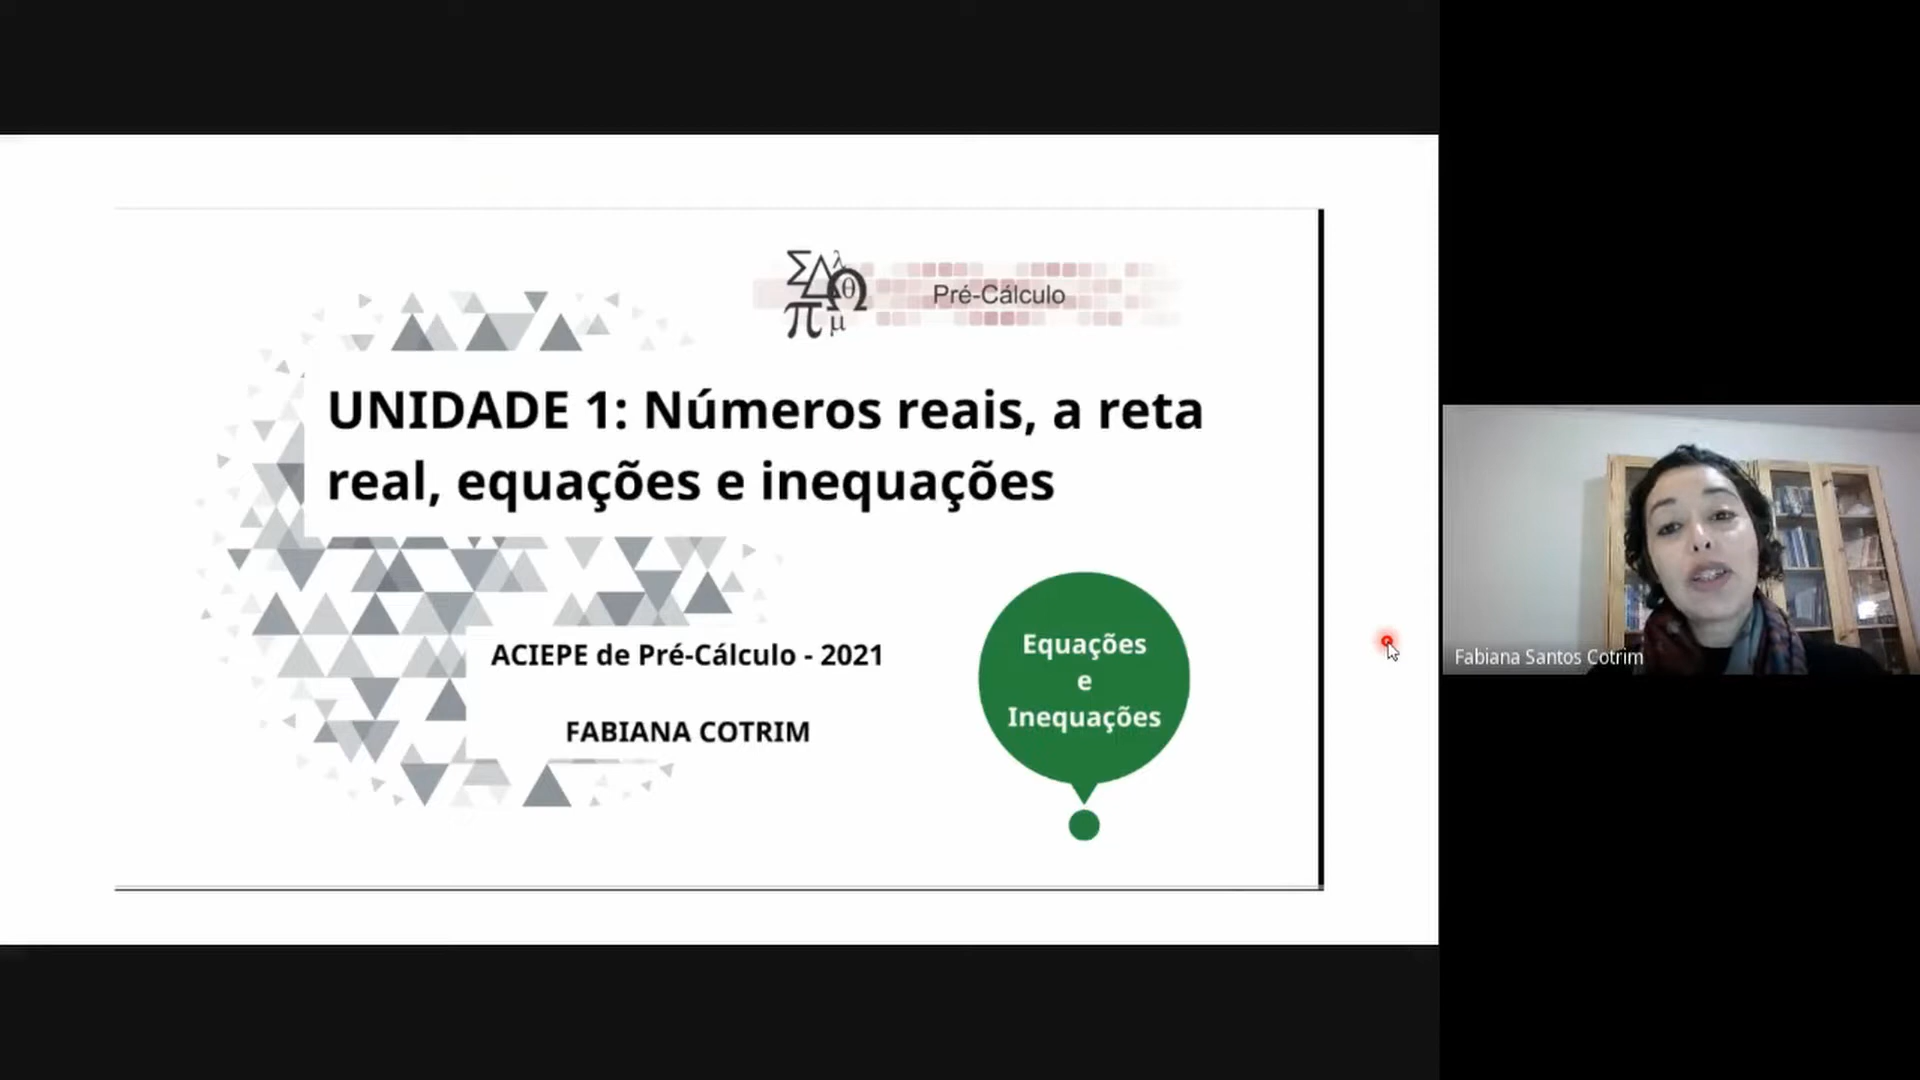 Σ Δ λ θ Ω π μ
Pré-Cálculo
UNIDADE 1: Números reais, a reta
real, equações e inequações
ACIEPE de Pré-Cálculo - 2021
FABIANA COTRIM
Equações
e
Inequações
Fabiana Santos Cotrim